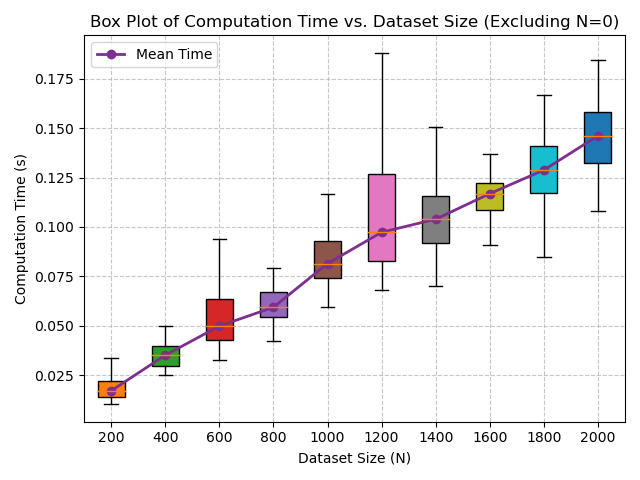 Box Plot of Computation Time vs. Dataset Size (Excluding N=0)
Mean Time
0.175
0.150
0.125
0.100
0.075
0.050
0.025
Computation Time (s)
200 400 600 800 1000 1200 1400 1600 1800 2000
Dataset Size (N)